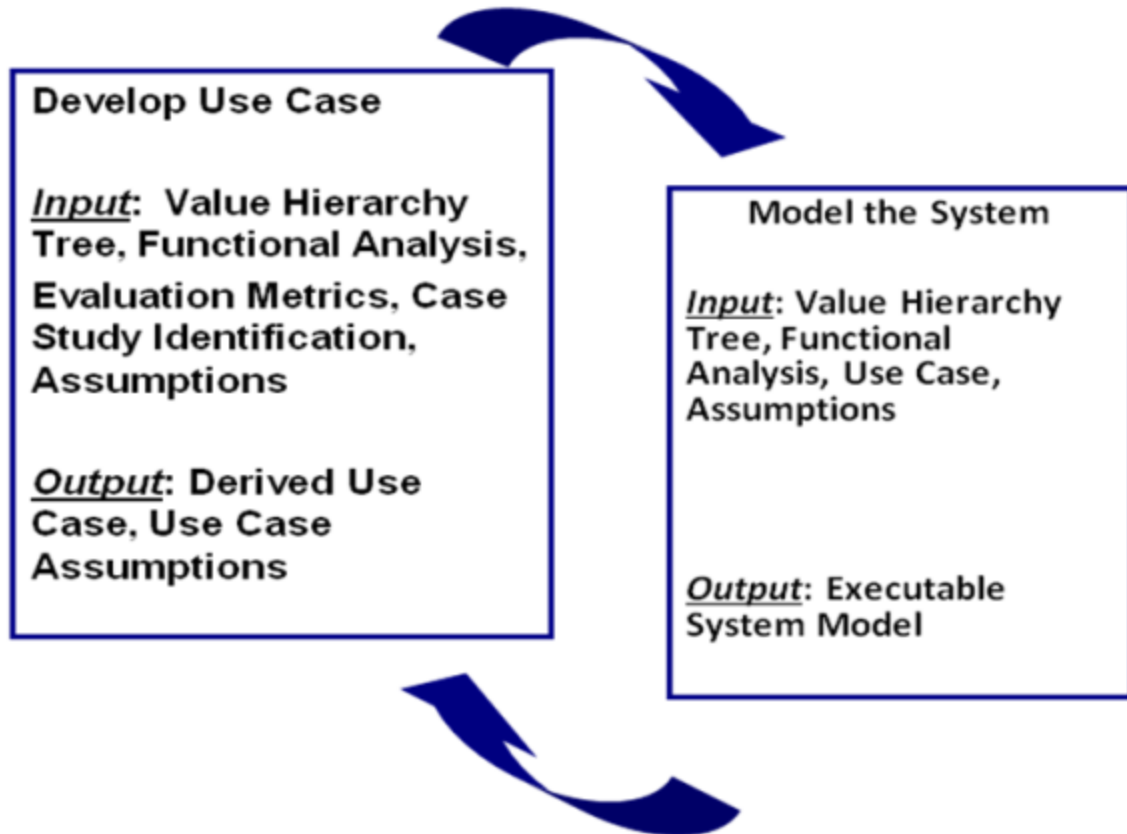 Develop Use Case
Input: Value Hierarchy
Tree, Functional Analysis,
Evaluation Metrics, Case
Study Identification,
Assumptions
Output: Derived Use
Case, Use Case
Assumptions
Model the System
Input: Value Hierarchy
Tree, Functional
Analysis, Use Case,
Assumptions
Output: Executable
System Model